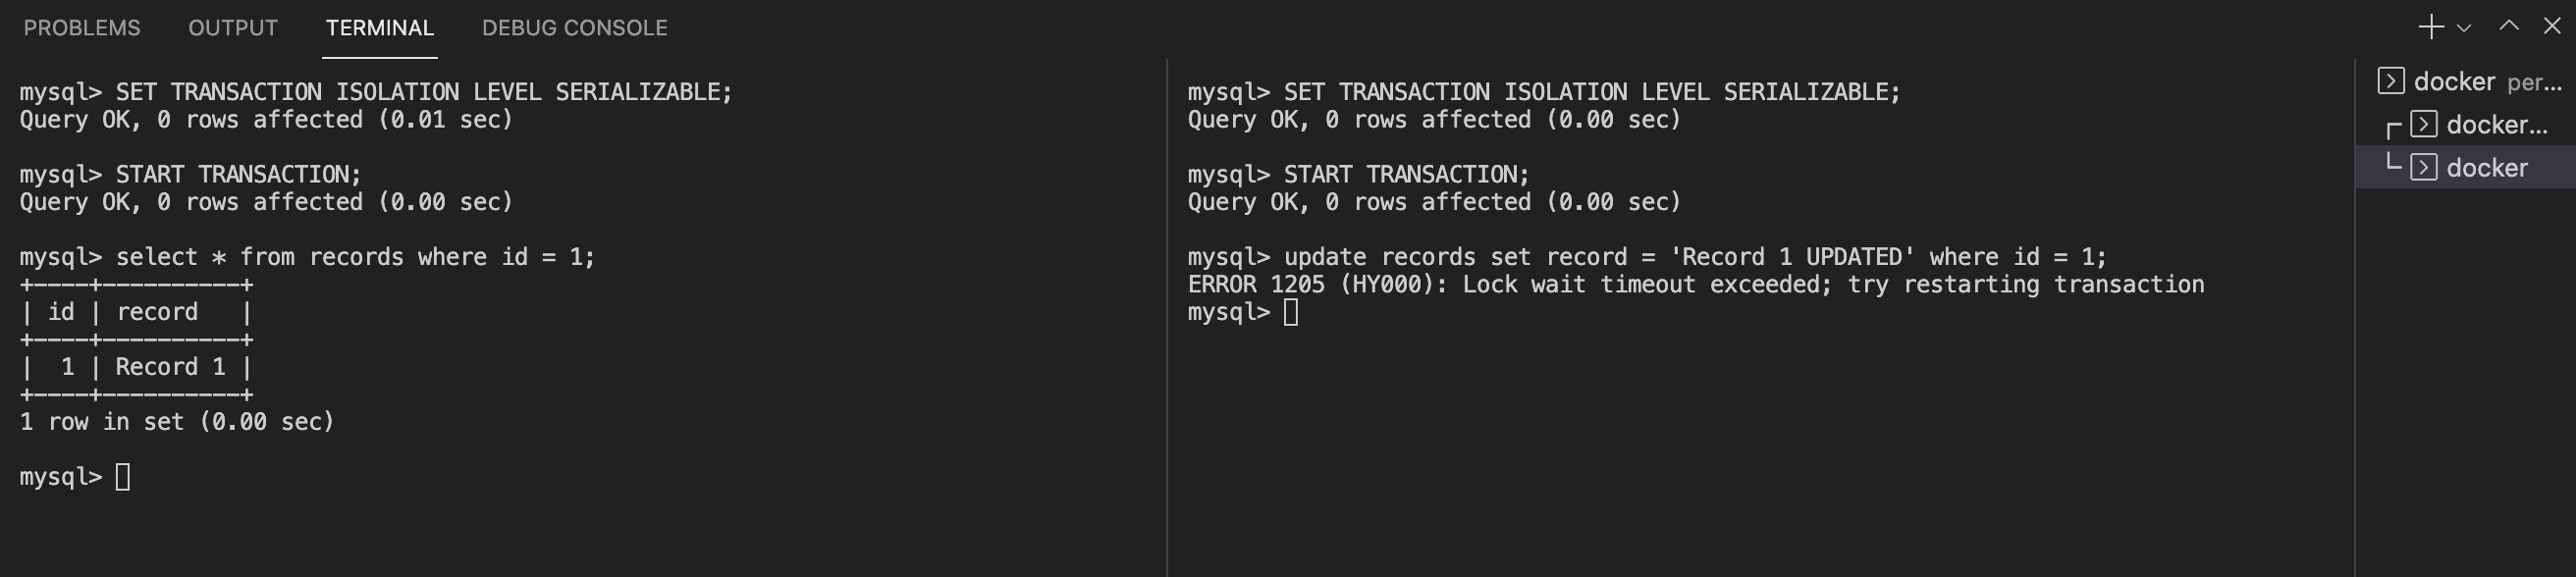 PROBLEMS OUTPUT TERMINAL DEBUG CONSOLE
mysql> SET TRANSACTION ISOLATION LEVEL SERIALIZABLE;
Query OK, 0 rows affected (0.01 sec)
mysql> START TRANSACTION;
Query OK, 0 rows affected (0.00 sec)
mysql> select * from records where id = 1;
+----+----------+
| id | record   |
+----+----------+
|  1 | Record 1 |
+----+----------+
1 row in set (0.00 sec)
mysql>
mysql> SET TRANSACTION ISOLATION LEVEL SERIALIZABLE;
Query OK, 0 rows affected (0.00 sec)
mysql> START TRANSACTION;
Query OK, 0 rows affected (0.00 sec)
mysql> update records set record = 'Record 1 UPDATED' where id = 1;
ERROR 1205 (HY000): Lock wait timeout exceeded; try restarting transaction
mysql>
docker per...
docker...
docker